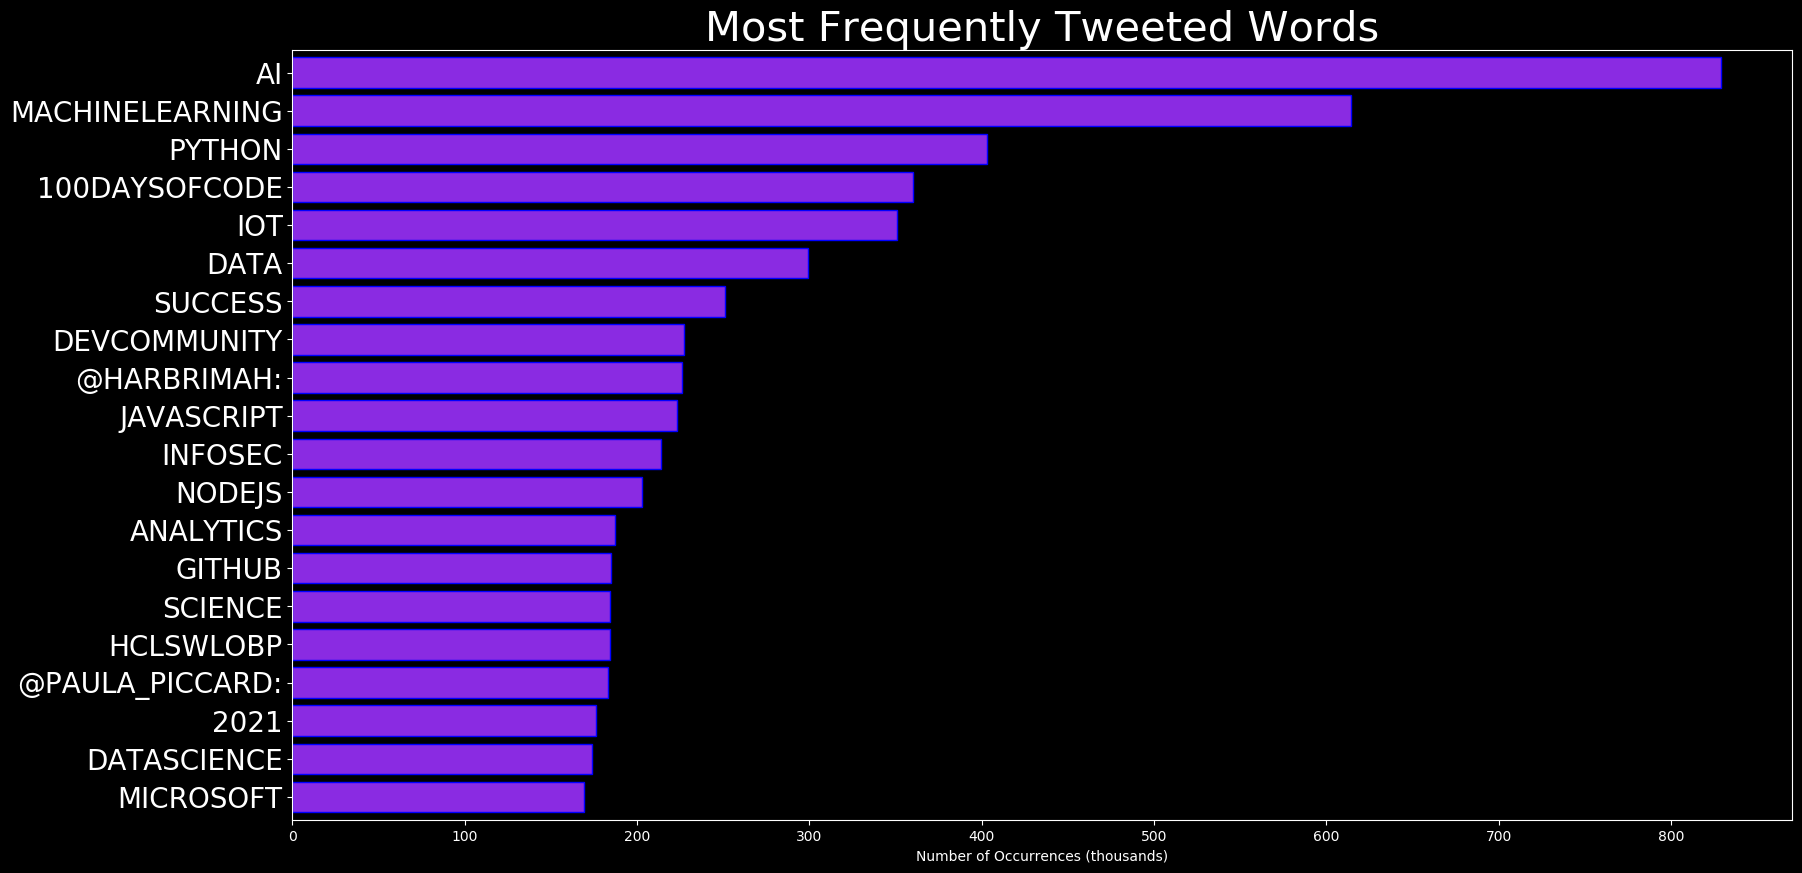 Most Frequently Tweeted Words
AI
MACHINELEARNING
PYTHON
100DAYSOFCODE
IOT
DATA
SUCCESS
DEVCOMMUNITY
@HARBRIMAH:
JAVASCRIPT
INFOSEC
NODEJS
ANALYTICS
GITHUB
SCIENCE
HCLSWLOBP
@PAULA_PICCARD:
2021
DATASCIENCE
MICROSOFT
0 100 200 300 400 500 600 700 800
Number of Occurrences (thousands)